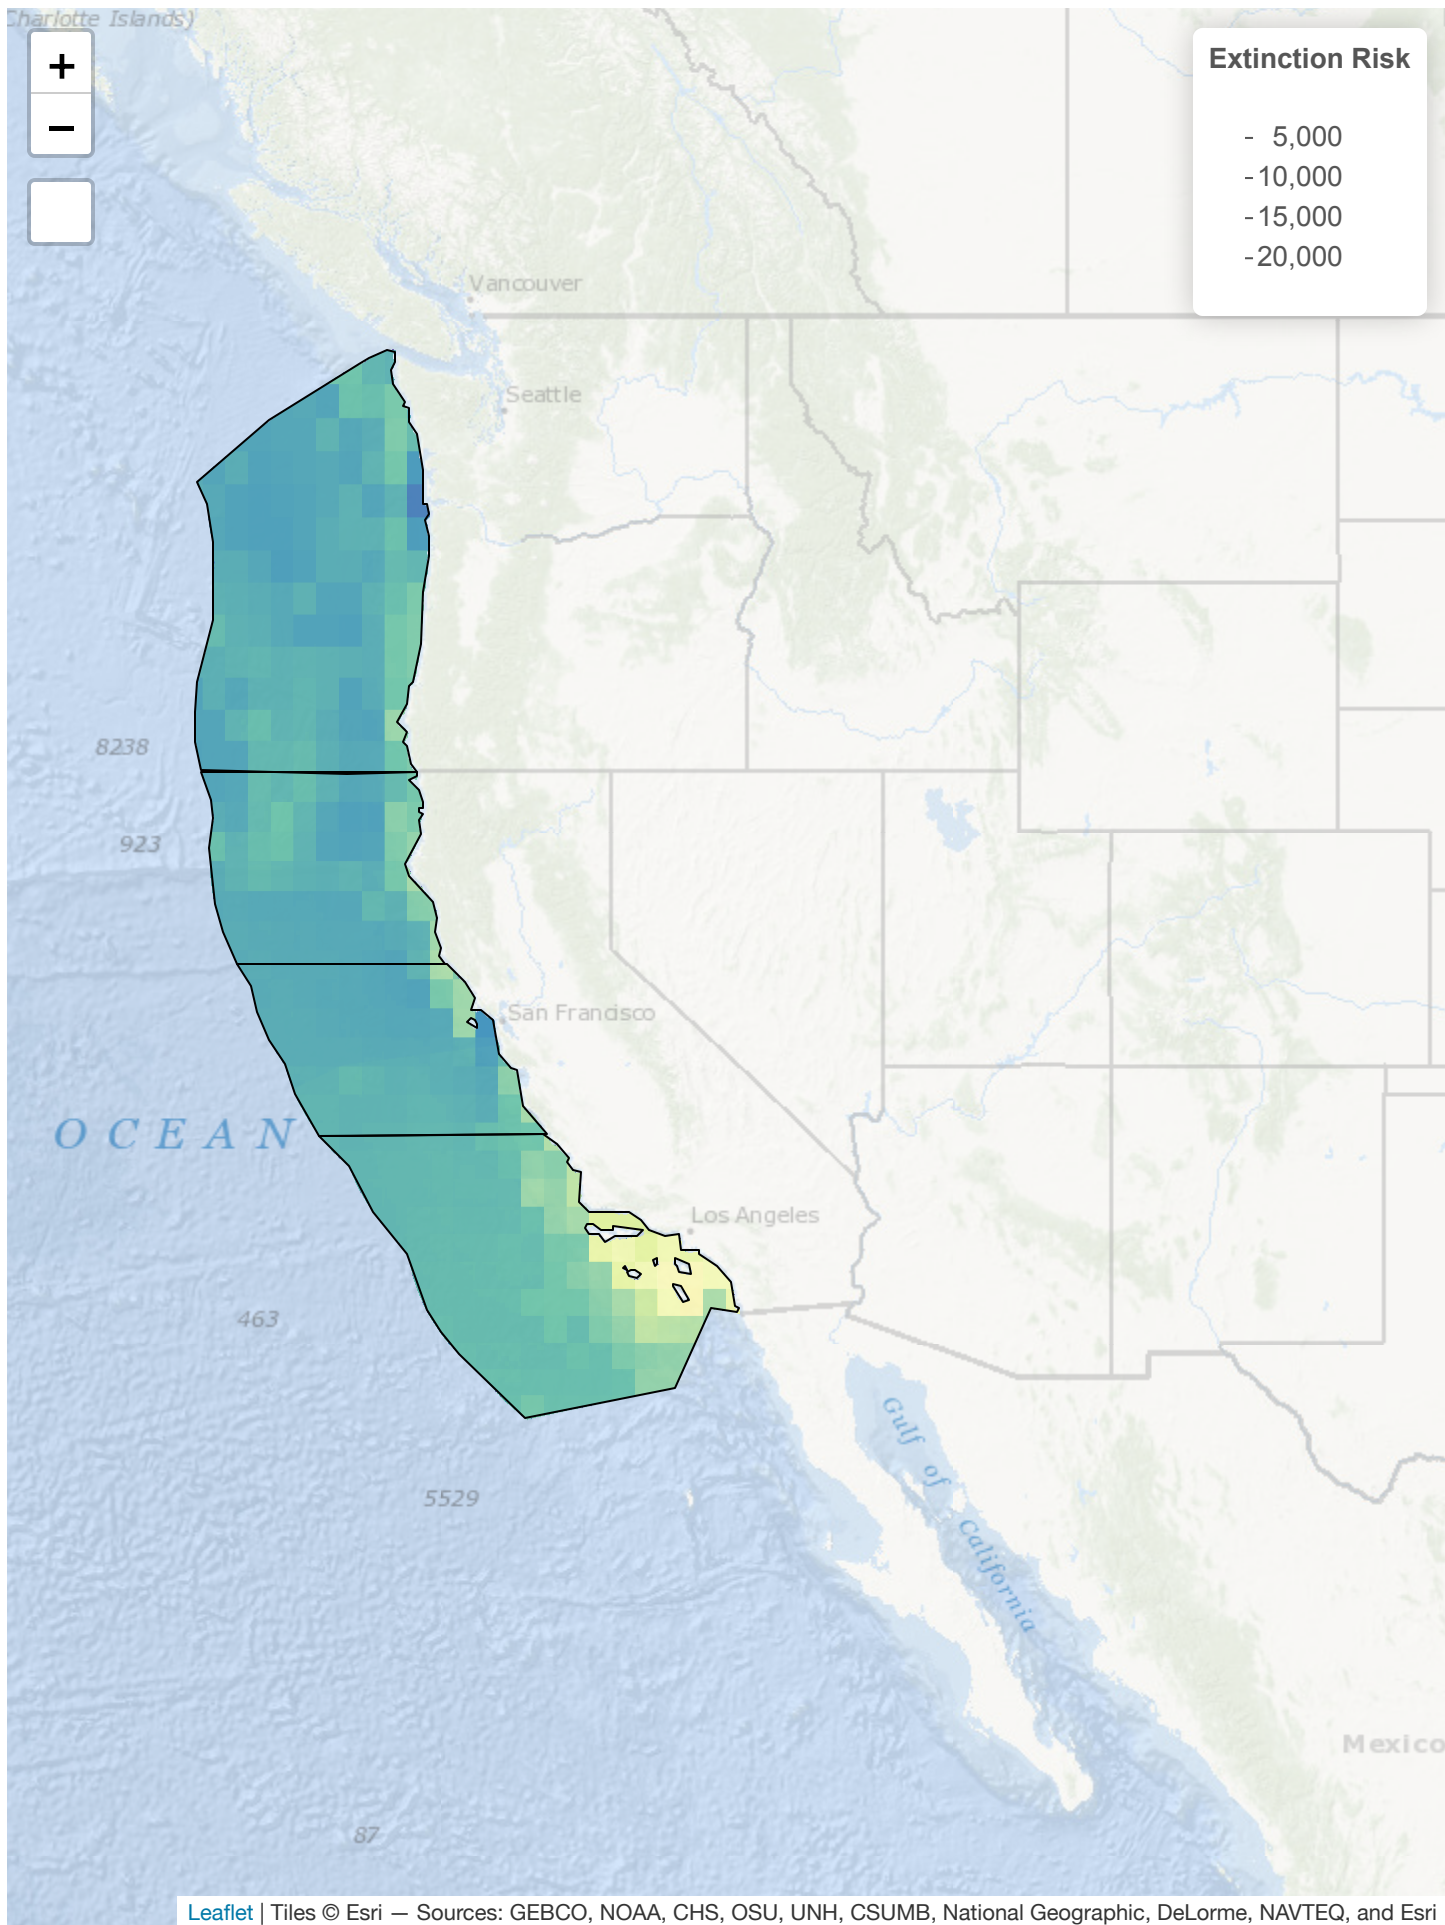 Charlotte Islands)
+
−
Extinction Risk
- 5,000
-10,000
-15,000
-20,000
Vancouver
Seattle
8238
923
San Francisco
OCEAN
Los Angeles
463
Gulf of California
5529
Mexico
87
Leaflet | Tiles © Esri — Sources: GEBCO, NOAA, CHS, OSU, UNH, CSUMB, National Geographic, DeLorme, NAVTEQ, and Esri